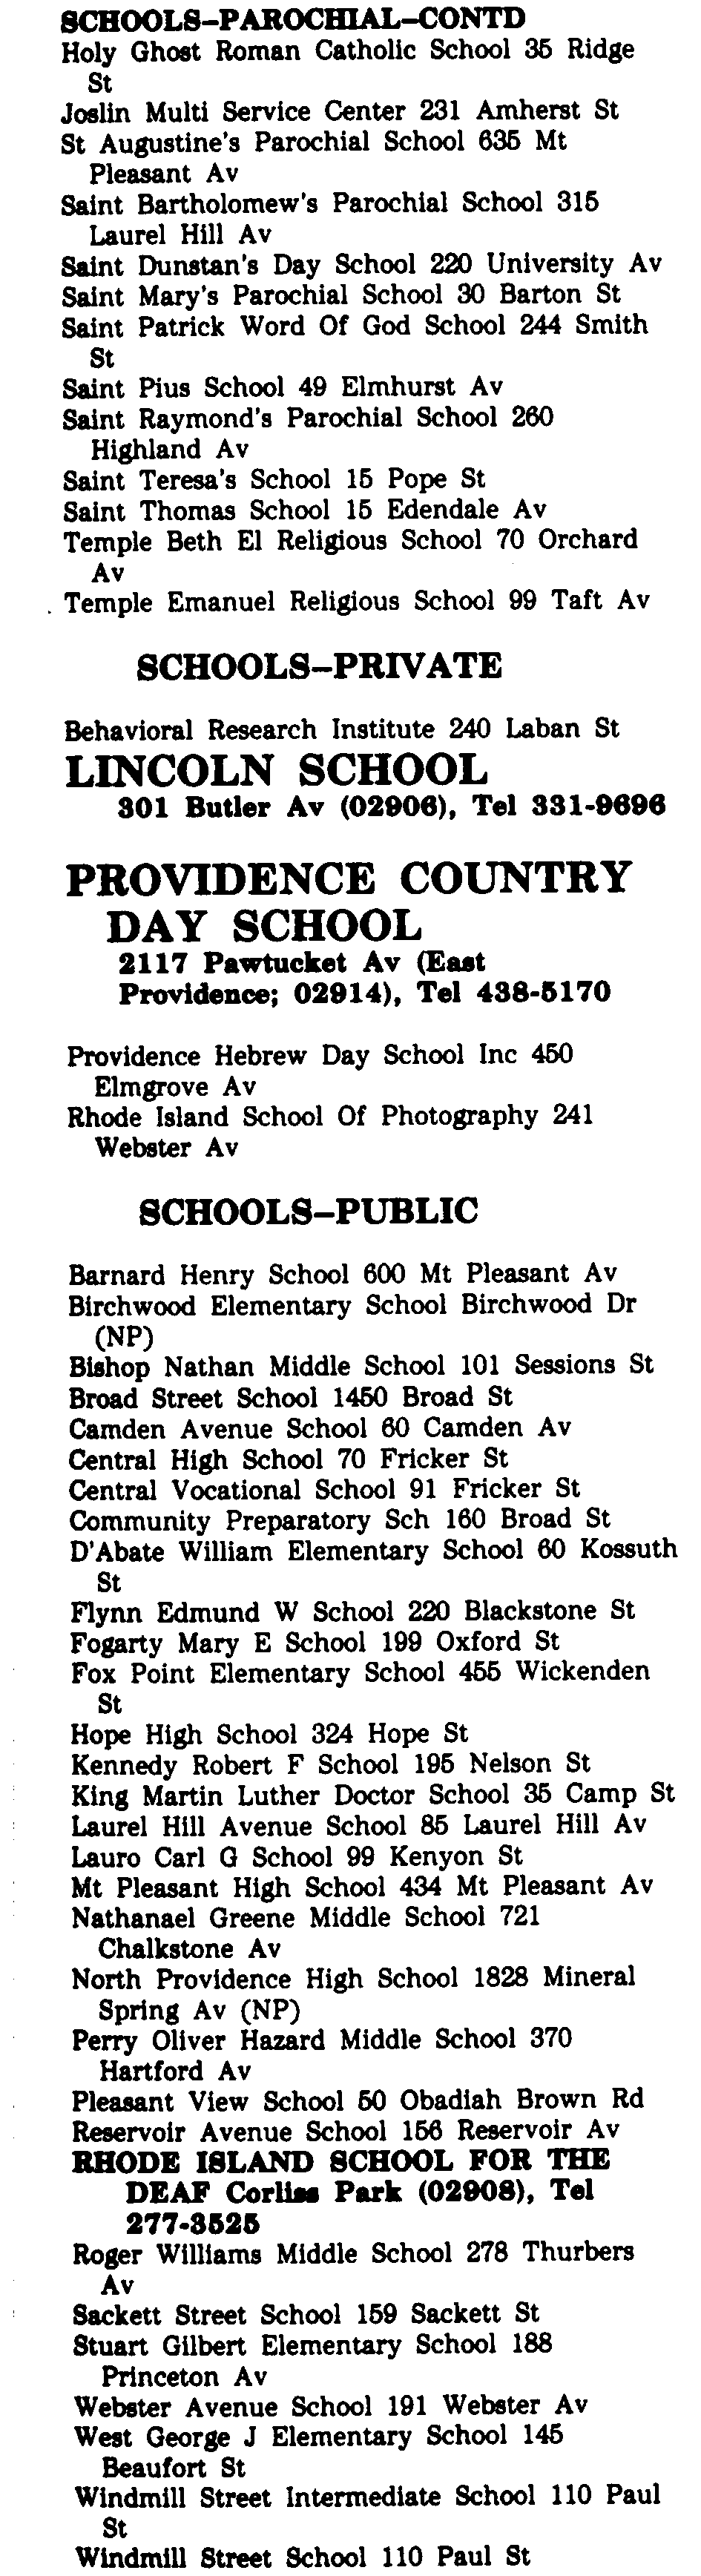 SCHOOLS-PAROCHIAL-CONTD
Holy Ghost Roman Catholic School 35 Ridge
St
Joslin Multi Service Center 231 Amherst St
St Augustine's Parochial School 635 Mt
Pleasant Av
Saint Bartholomew's Parochial School 315
Laurel Hill Av
Saint Dunstan's Day School 220 University Av
Saint Mary's Parochial School 30 Barton St
Saint Patrick Word Of God School 244 Smith
St
Saint Pius School 49 Elmhurst Av
Saint Raymond's Parochial School 260
Highland Av
Saint Teresa's School 15 Pope St
Saint Thomas School 15 Edendale Av
Temple Beth El Religious School 70 Orchard
Av
Temple Emanuel Religious School 99 Taft Av
SCHOOLS-PRIVATE
Behavioral Research Institute 240 Laban St
LINCOLN SCHOOL
301 Butler Av (02906), Tel 331-9696
PROVIDENCE COUNTRY
DAY SCHOOL
2117 Pawtucket Av (East
Providence; 02914), Tel 438-5170
Providence Hebrew Day School Inc 450
Elmgrove Av
Rhode Island School Of Photography 241
Webster Av
SCHOOLS-PUBLIC
Barnard Henry School 600 Mt Pleasant Av
Birchwood Elementary School Birchwood Dr
(NP)
Bishop Nathan Middle School 101 Sessions St
Broad Street School 1450 Broad St
Camden Avenue School 60 Camden Av
Central High School 70 Fricker St
Central Vocational School 91 Fricker St
Community Preparatory Sch 160 Broad St
D'Abate William Elementary School 60 Kossuth
St
Flynn Edmund W School 220 Blackstone St
Fogarty Mary E School 199 Oxford St
Fox Point Elementary School 455 Wickenden
St
Hope High School 324 Hope St
Kennedy Robert F School 195 Nelson St
King Martin Luther Doctor School 35 Camp St
Laurel Hill Avenue School 85 Laurel Hill Av
Lauro Carl G School 99 Kenyon St
Mt Pleasant High School 434 Mt Pleasant Av
Nathanael Greene Middle School 721
Chalkstone Av
North Providence High School 1828 Mineral
Spring Av (NP)
Perry Oliver Hazard Middle School 370
Hartford Av
Pleasant View School 50 Obadiah Brown Rd
Reservoir Avenue School 156 Reservoir Av
RHODE ISLAND SCHOOL FOR THE
DEAF Corliss Park (02908), Tel
277-3525
Roger Williams Middle School 278 Thurbers
Av
Sackett Street School 159 Sackett St
Stuart Gilbert Elementary School 188
Princeton Av
Webster Avenue School 191 Webster Av
West George J Elementary School 145
Beaufort St
Windmill Street Intermediate School 110 Paul
St
Windmill Street School 110 Paul St